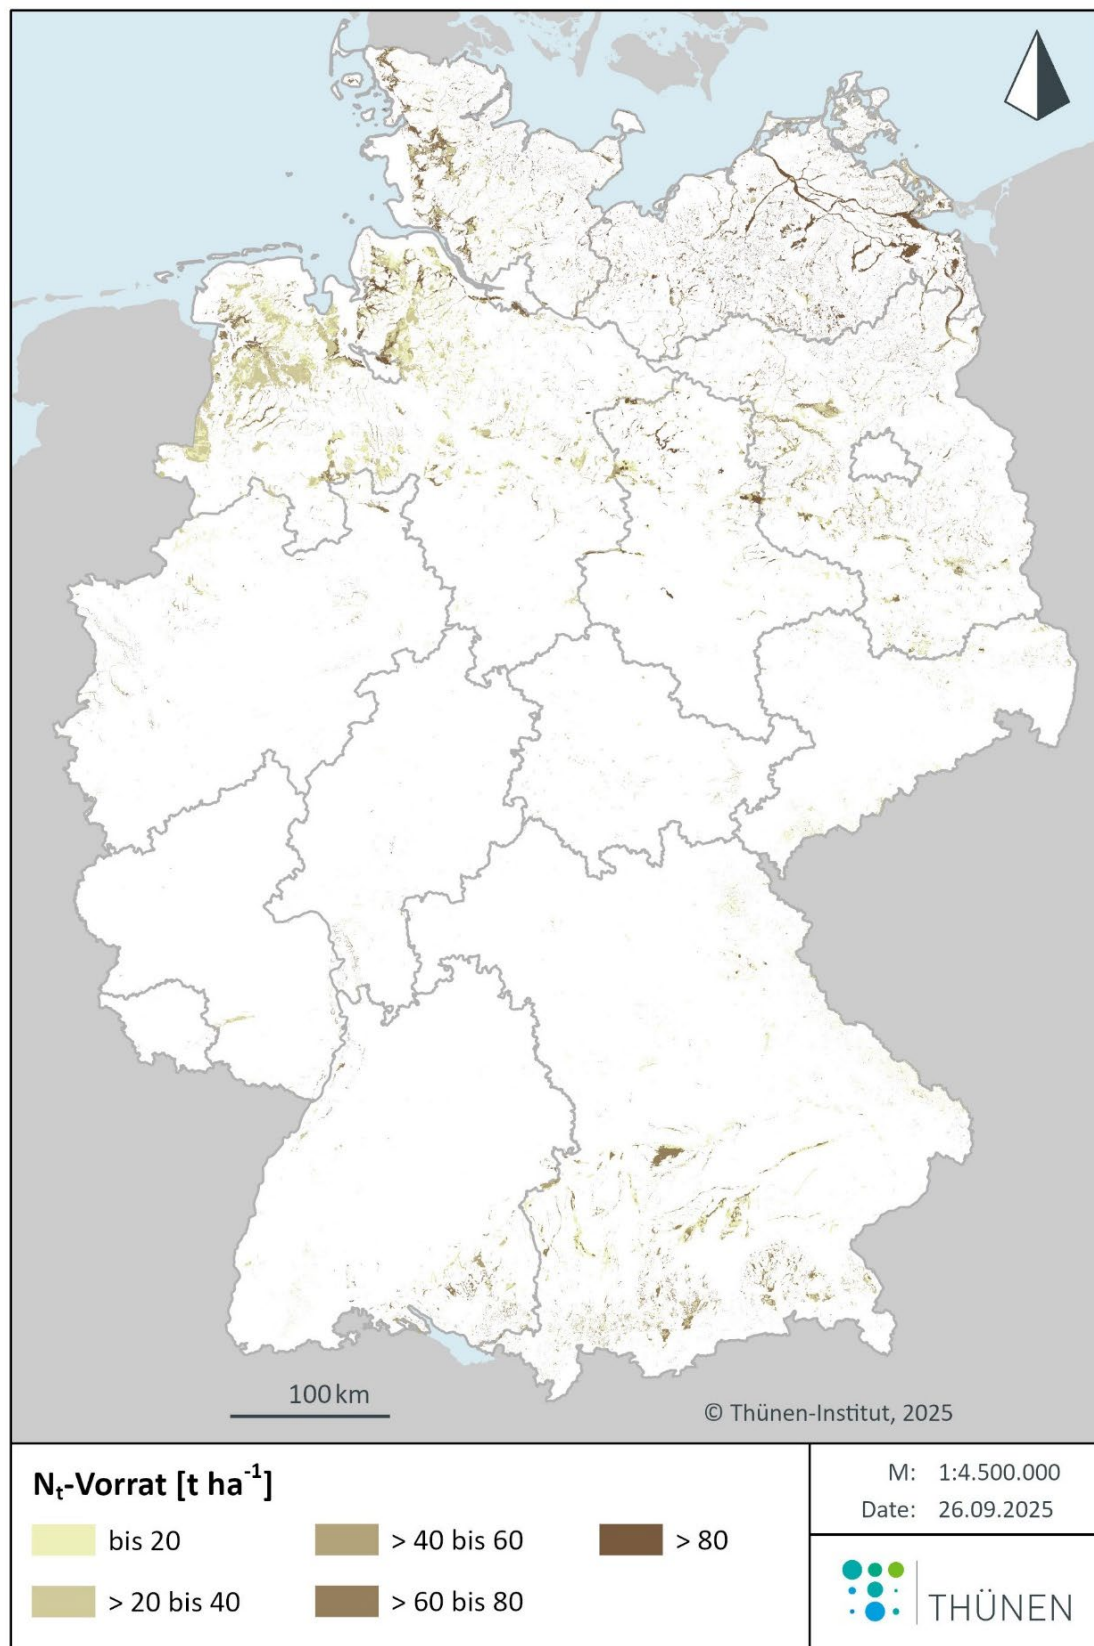 100 km
© Thünen-Institut, 2025
Nₜ-Vorrat [t ha⁻¹]
bis 20
> 20 bis 40
> 40 bis 60
> 60 bis 80
> 80
M: 1:4.500.000
Date: 26.09.2025
THÜNEN